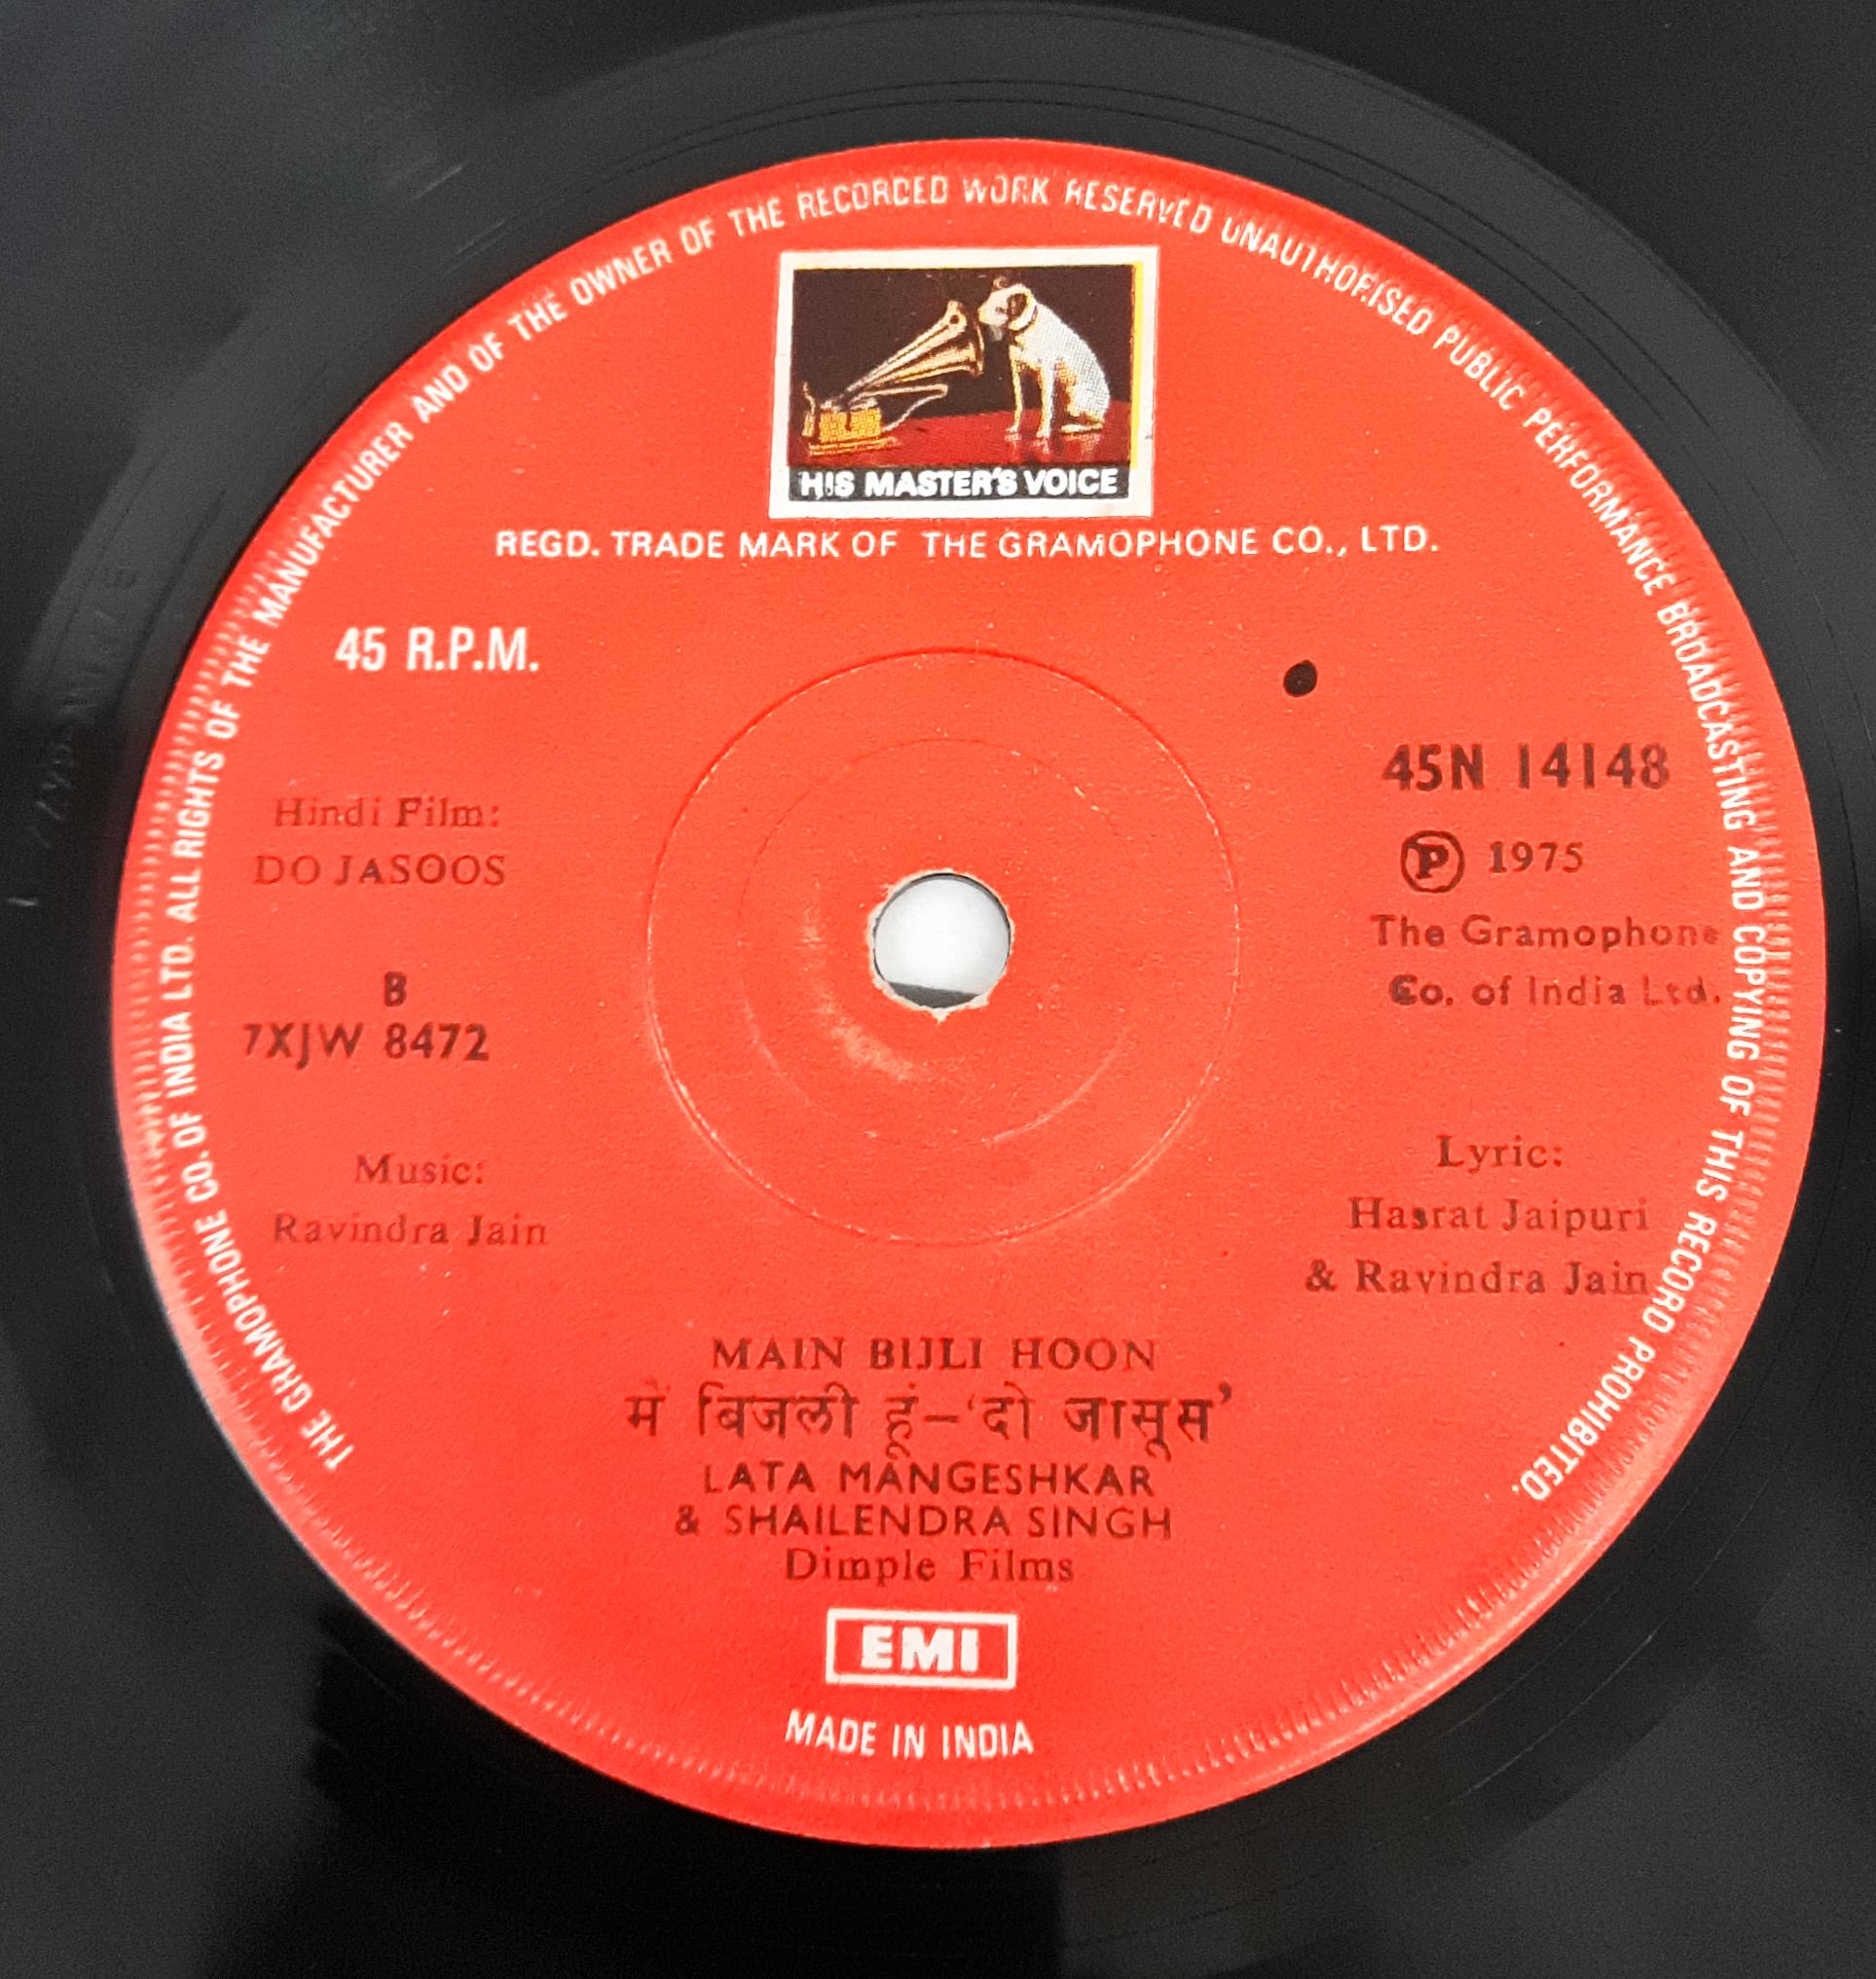 THE GRAMOPHONE CO. OF INDIA LTD. ALL RIGHTS OF THE MANUFACTURER AND OF THE OWNER OF THE RECORDED WORK RESERVED UNAUTHORISED PUBLIC PERFORMANCE BROADCASTING AND COPYING OF THIS RECORD PROHIBITED.
HIS MASTER'S VOICE
REGD. TRADE MARK OF THE GRAMOPHONE CO., LTD.
45 R.P.M.
45N 14148
Ⓟ 1975
The Gramophone
Co. of India Ltd.
Hindi Film:
DO JASOOS
B
7XJW 8472
Music:
Ravindra Jain
Lyric:
Hasrat Jaipuri
& Ravindra Jain
MAIN BIJLI HOON
में बिजली हूं–‘दो जासूस’
LATA MANGESHKAR
& SHAILENDRA SINGH
Dimple Films
EMI
MADE IN INDIA